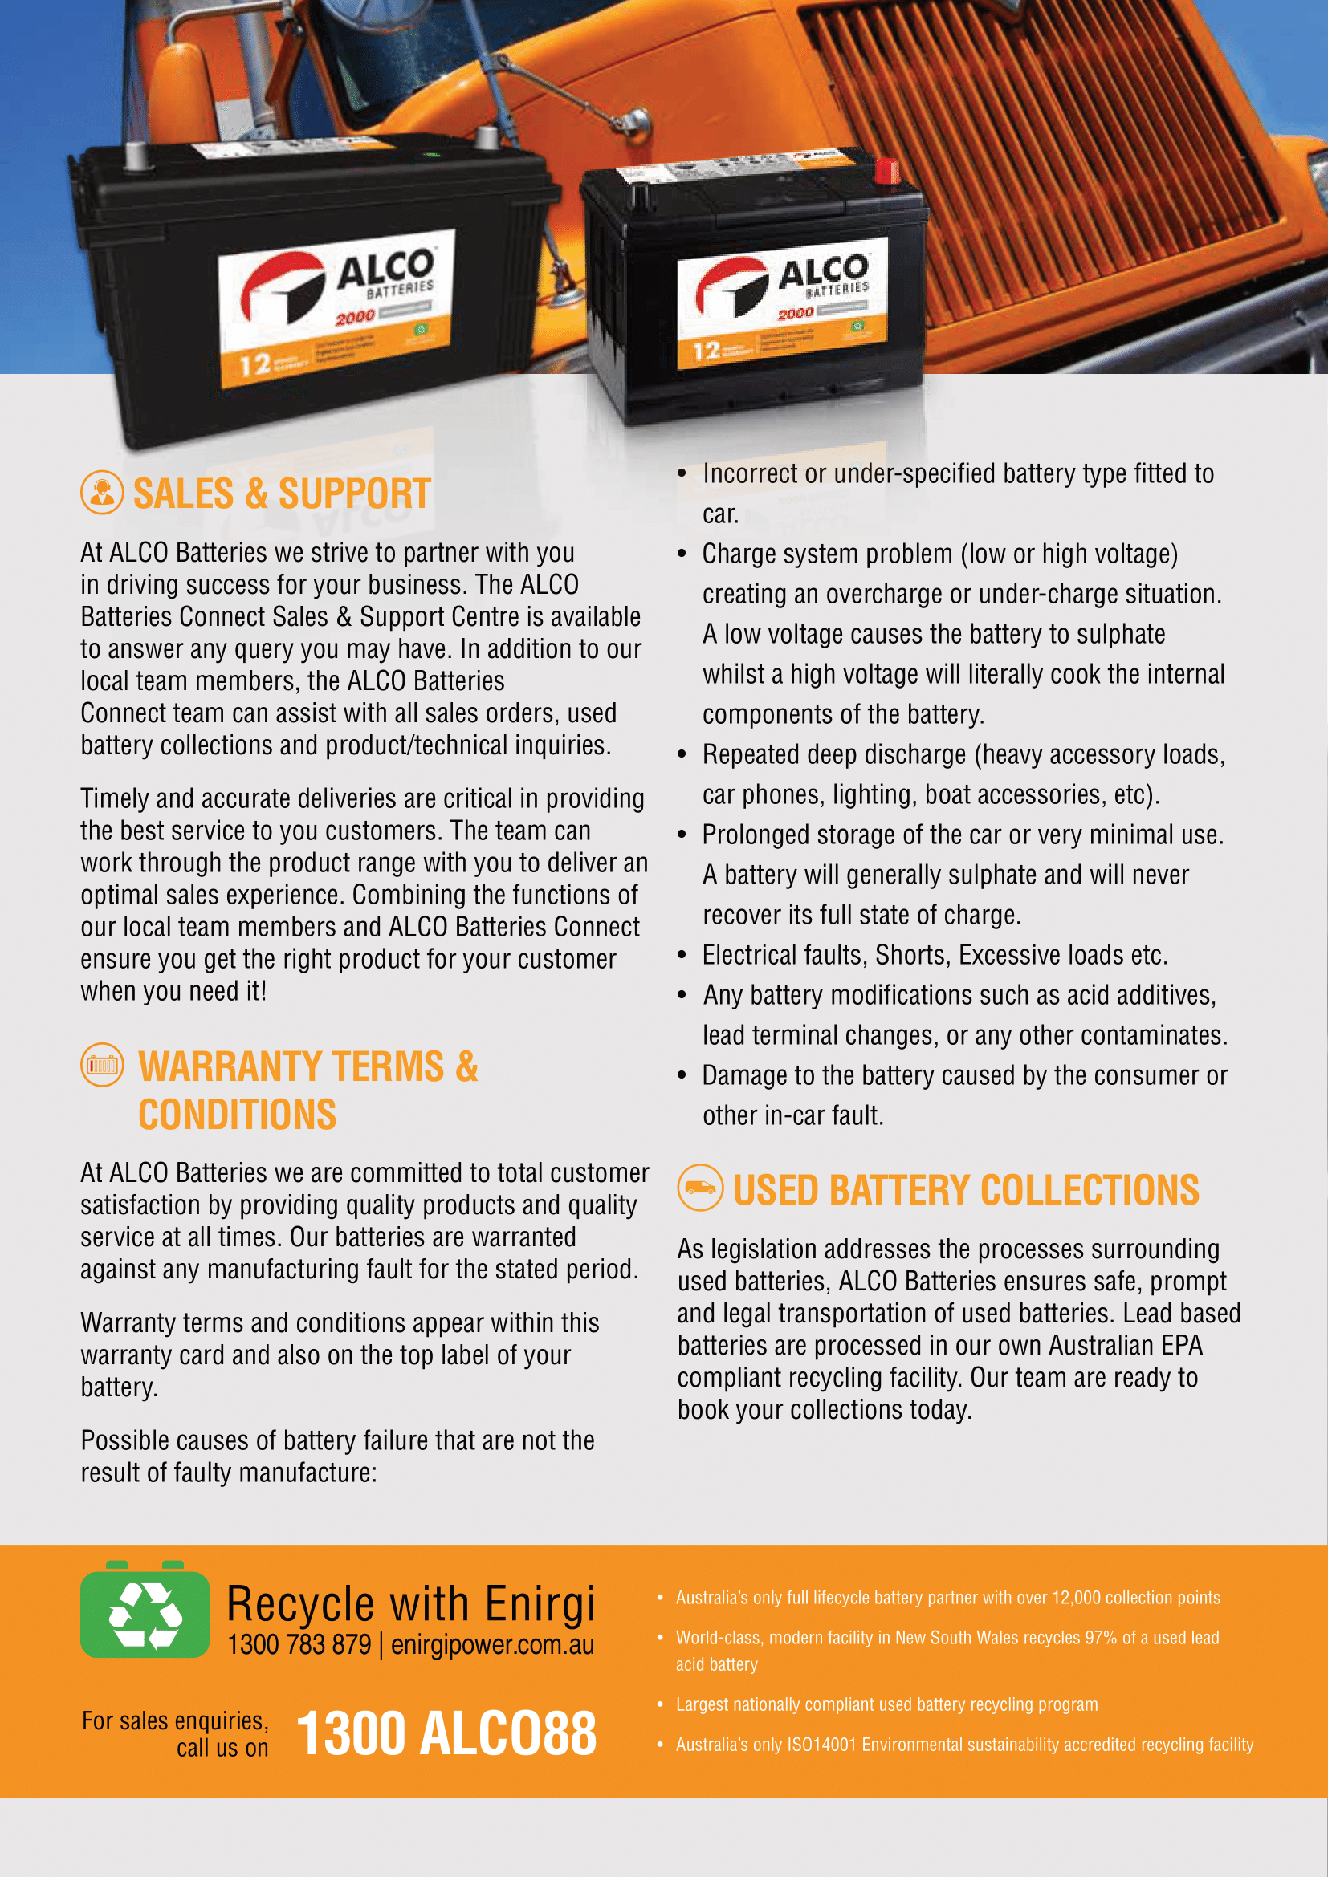 ALCO
BATTERIES
2000
12
ALCO
BATTERIES
2000
12
SALES & SUPPORT
At ALCO Batteries we strive to partner with you
in driving success for your business. The ALCO
Batteries Connect Sales & Support Centre is available
to answer any query you may have. In addition to our
local team members, the ALCO Batteries
Connect team can assist with all sales orders, used
battery collections and product/technical inquiries.
Timely and accurate deliveries are critical in providing
the best service to you customers. The team can
work through the product range with you to deliver an
optimal sales experience. Combining the functions of
our local team members and ALCO Batteries Connect
ensure you get the right product for your customer
when you need it!
WARRANTY TERMS &
CONDITIONS
At ALCO Batteries we are committed to total customer
satisfaction by providing quality products and quality
service at all times. Our batteries are warranted
against any manufacturing fault for the stated period.
Warranty terms and conditions appear within this
warranty card and also on the top label of your
battery.
Possible causes of battery failure that are not the
result of faulty manufacture:
• Incorrect or under-specified battery type fitted to
car.
• Charge system problem (low or high voltage)
creating an overcharge or under-charge situation.
A low voltage causes the battery to sulphate
whilst a high voltage will literally cook the internal
components of the battery.
• Repeated deep discharge (heavy accessory loads,
car phones, lighting, boat accessories, etc).
• Prolonged storage of the car or very minimal use.
A battery will generally sulphate and will never
recover its full state of charge.
• Electrical faults, Shorts, Excessive loads etc.
• Any battery modifications such as acid additives,
lead terminal changes, or any other contaminates.
• Damage to the battery caused by the consumer or
other in-car fault.
USED BATTERY COLLECTIONS
As legislation addresses the processes surrounding
used batteries, ALCO Batteries ensures safe, prompt
and legal transportation of used batteries. Lead based
batteries are processed in our own Australian EPA
compliant recycling facility. Our team are ready to
book your collections today.
Recycle with Enirgi
1300 783 879 | enirgipower.com.au
For sales enquiries,
call us on
1300 ALCO88
• Australia's only full lifecycle battery partner with over 12,000 collection points
• World-class, modern facility in New South Wales recycles 97% of a used lead
acid battery
• Largest nationally compliant used battery recycling program
• Australia's only ISO14001 Environmental sustainability accredited recycling facility